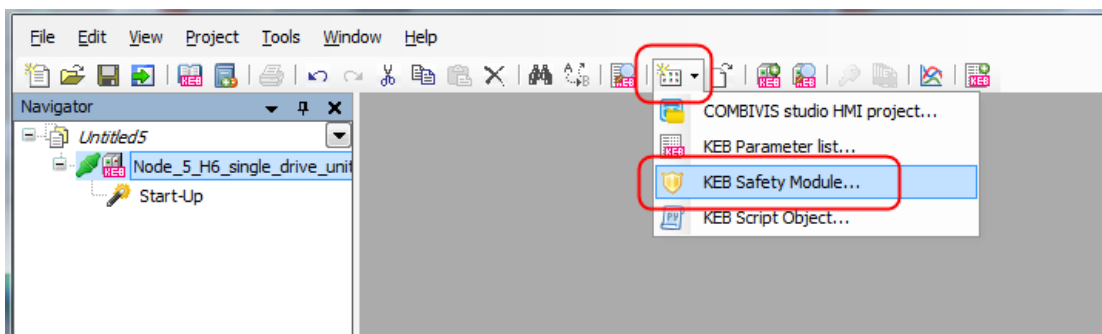 File Edit View Project Tools Window Help
Navigator
Untitled5
Node_5_H6_single_drive_unit
Start-Up
COMBIVIS studio HMI project...
KEB Parameter list...
KEB Safety Module...
KEB Script Object...